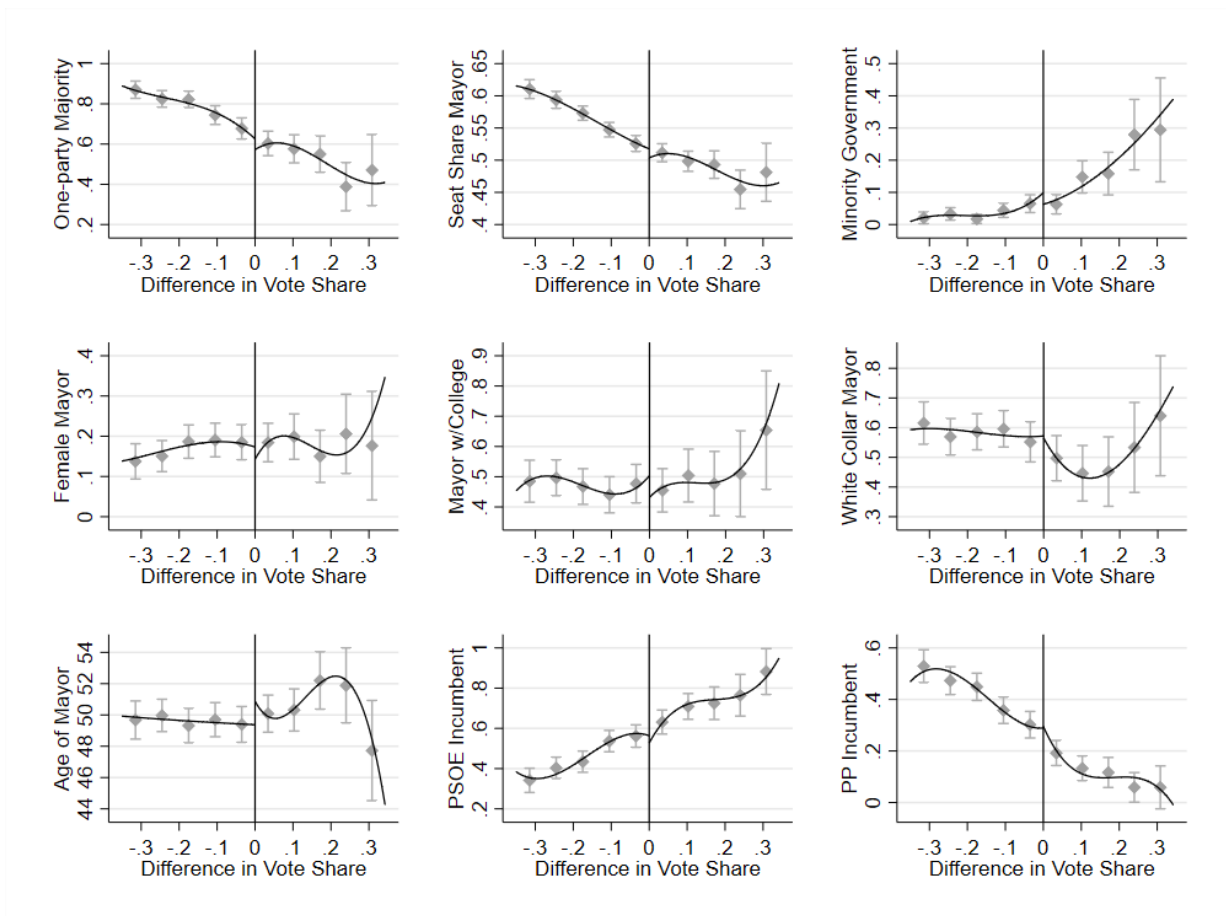 One-party Majority
1
.8
.6
.4
.2
-.3 -.2 -.1 0 .1 .2 .3
Difference in Vote Share
Seat Share Mayor
.65
.6
.55
.5
.45
.4
-.3 -.2 -.1 0 .1 .2 .3
Difference in Vote Share
Minority Government
.5
.4
.3
.2
.1
0
-.3 -.2 -.1 0 .1 .2 .3
Difference in Vote Share
Female Mayor
.4
.3
.2
.1
0
-.3 -.2 -.1 0 .1 .2 .3
Difference in Vote Share
Mayor w/College
.9
.8
.7
.6
.5
.4
-.3 -.2 -.1 0 .1 .2 .3
Difference in Vote Share
White Collar Mayor
.8
.7
.6
.5
.4
.3
-.3 -.2 -.1 0 .1 .2 .3
Difference in Vote Share
Age of Mayor
54
52
50
48
46
44
-.3 -.2 -.1 0 .1 .2 .3
Difference in Vote Share
PSOE Incumbent
1
.8
.6
.4
.2
-.3 -.2 -.1 0 .1 .2 .3
Difference in Vote Share
PP Incumbent
.6
.4
.2
0
-.3 -.2 -.1 0 .1 .2 .3
Difference in Vote Share